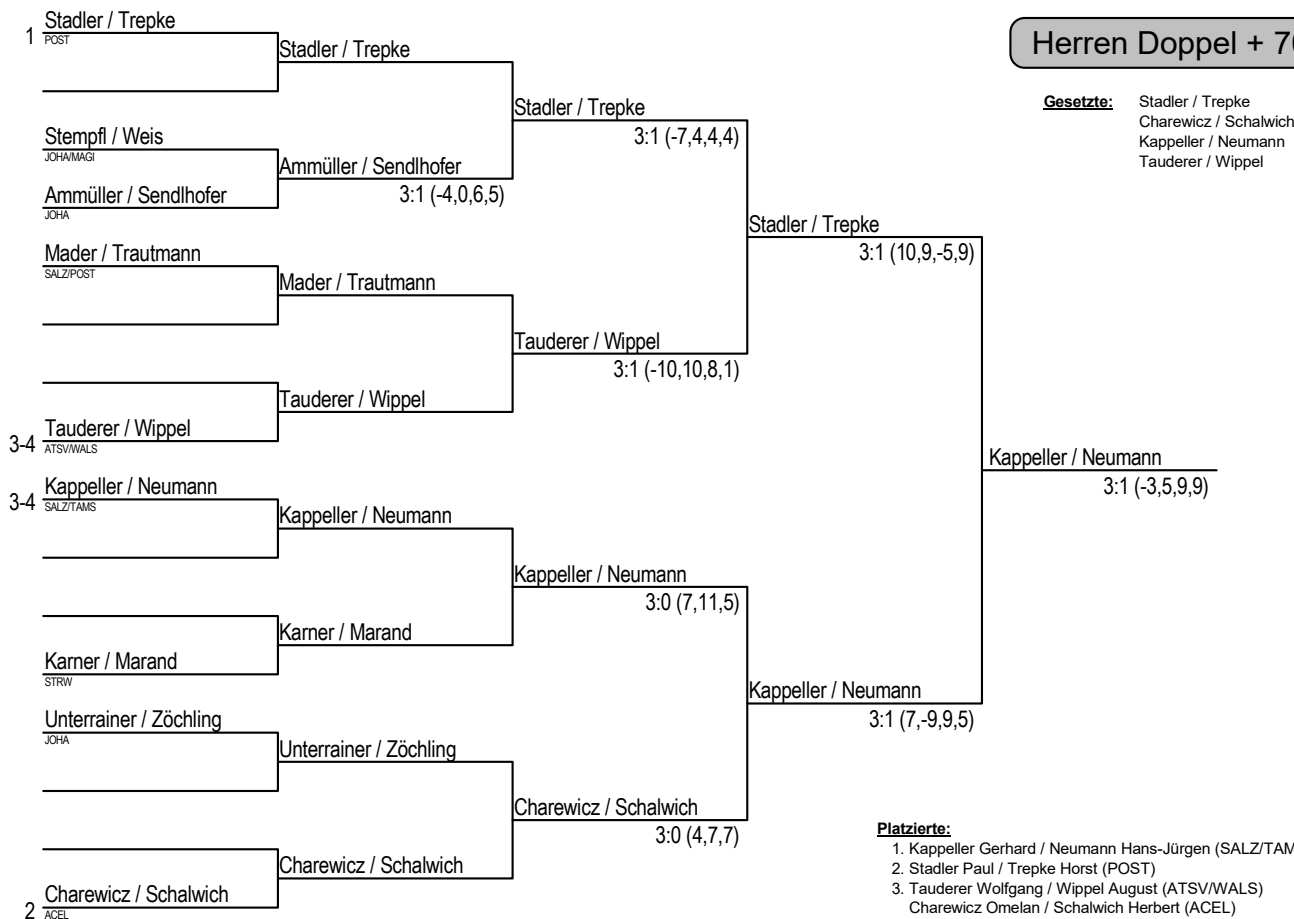 Herren Doppel + 7
Gesetzte: Stadler / Trepke
Charewicz / Schalwich
Kappeller / Neumann
Tauderer / Wippel
1 Stadler / Trepke
POST
Stempfl / Weis
JOHA/MAGI
Ammüller / Sendlhofer
JOHA
Mader / Trautmann
SALZ/POST
Tauderer / Wippel
3-4 ATSV/WALS
Kappeller / Neumann
3-4 SALZ/TAMS
Karner / Marand
STRW
Unterrainer / Zöchling
JOHA
Charewicz / Schalwich
2 ACEL
Stadler / Trepke
Ammüller / Sendlhofer
3:1 (-4,0,6,5)
Mader / Trautmann
Tauderer / Wippel
Kappeller / Neumann
Karner / Marand
Unterrainer / Zöchling
Charewicz / Schalwich
Stadler / Trepke
3:1 (-7,4,4,4)
Tauderer / Wippel
3:1 (-10,10,8,1)
Kappeller / Neumann
3:0 (7,11,5)
Charewicz / Schalwich
3:0 (4,7,7)
Stadler / Trepke
3:1 (10,9,-5,9)
Kappeller / Neumann
3:1 (7,-9,9,5)
Kappeller / Neumann
3:1 (-3,5,9,9)
Platzierte:
1. Kappeller Gerhard / Neumann Hans-Jürgen (SALZ/TAM
2. Stadler Paul / Trepke Horst (POST)
3. Tauderer Wolfgang / Wippel August (ATSV/WALS)
Charewicz Omelan / Schalwich Herbert (ACEL)